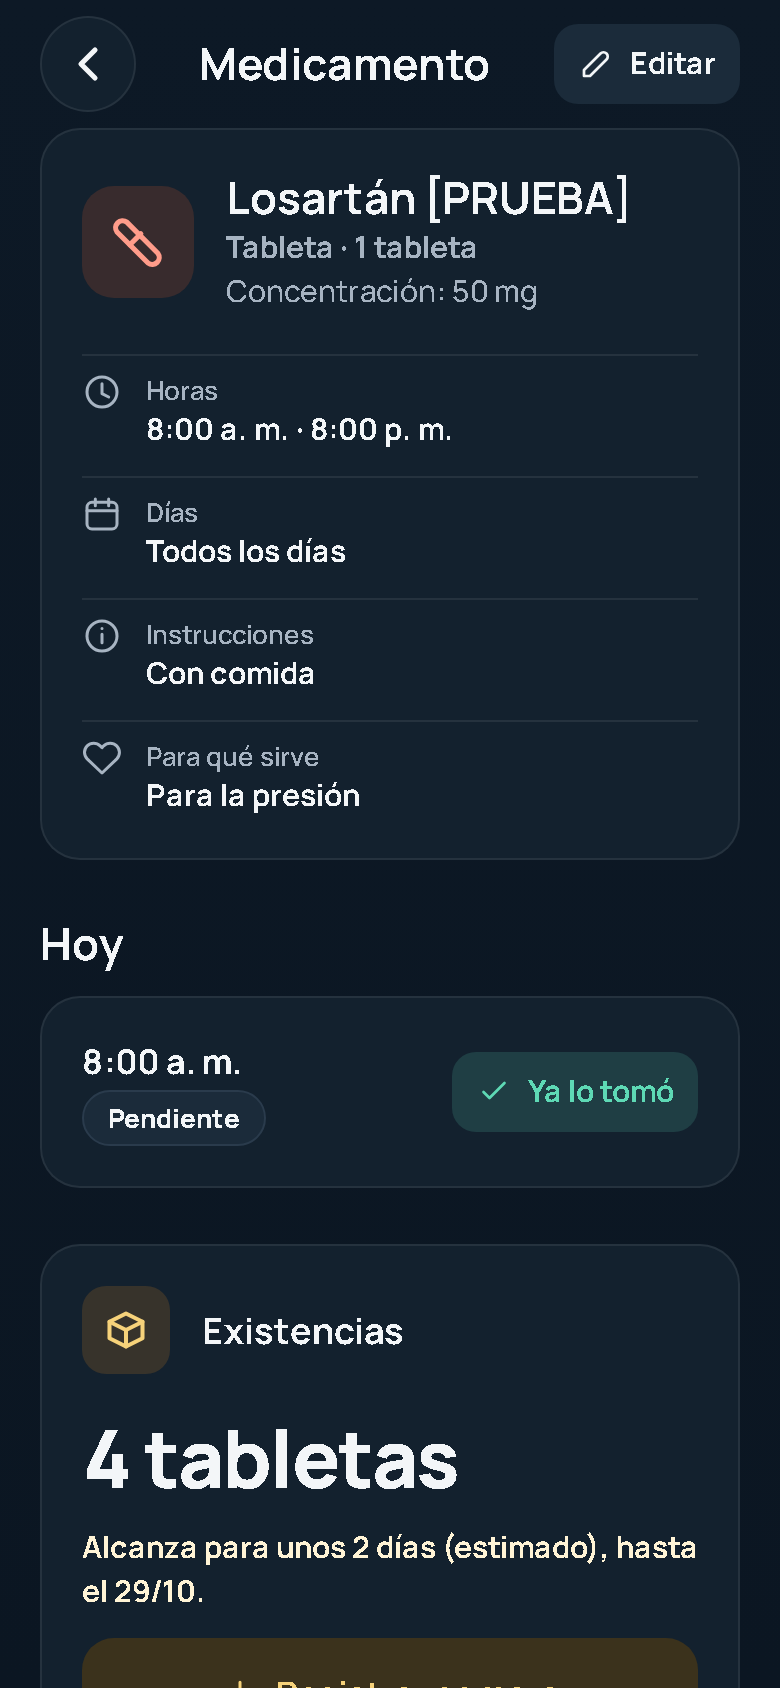 Medicamento
Editar
Losartán [PRUEBA]
Tableta · 1 tableta
Concentración: 50 mg
Horas
8:00 a. m. · 8:00 p. m.
Días
Todos los días
Instrucciones
Con comida
Para qué sirve
Para la presión
Hoy
8:00 a. m.
Pendiente
Ya lo tomó
Existencias
4 tabletas
Alcanza para unos 2 días (estimado), hasta
el 29/10.